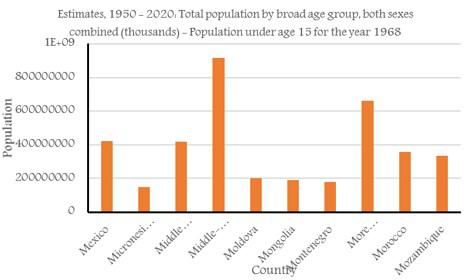 Estimates, 1950 - 2020: Total population by broad age group, both sexes
combined (thousands) - Population under age 15 for the year 1968
1E+09
800000000
600000000
400000000
200000000
0
Population
Mexico
Micronesi...
Middle...
Middle-...
Moldova
Mongolia
Montenegro
More...
Morocco
Mozambique
Country